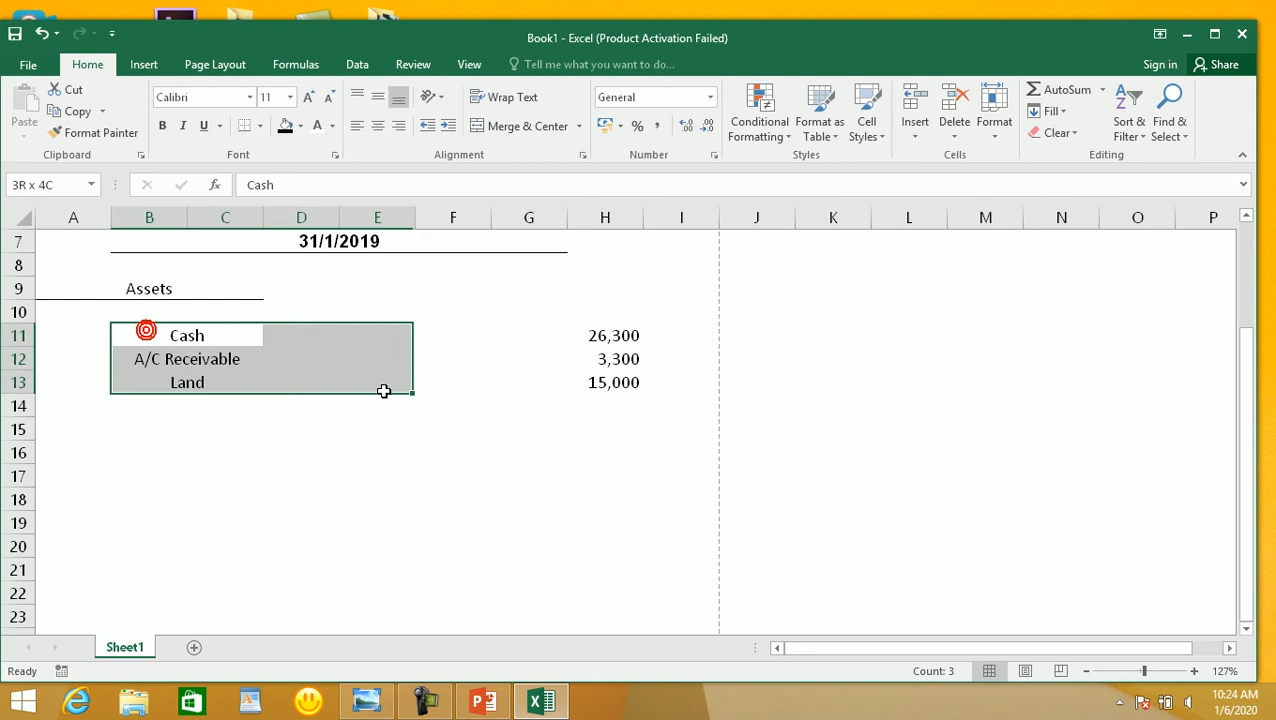 Book1 - Excel (Product Activation Failed)
File Home Insert Page Layout Formulas Data Review View Tell me what you want to do... Sign in Share
Paste Cut Copy Format Painter
Clipboard
Calibri 11 A A
B I U A
Font
Wrap Text
Merge & Center
Alignment
General
% ,
Number
Conditional Formatting
Format as Table
Cell Styles
Styles
Insert Delete Format
Cells
AutoSum
Fill
Clear
Sort & Filter
Find & Select
Editing
3R x 4C fx Cash
A B C D E F G H I J K L M N O P
7 31/1/2019
8
9 Assets
10
11 Cash 26,300
12 A/C Receivable 3,300
13 Land 15,000
14
15
16
17
18
19
20
21
22
23
Sheet1
Ready Count: 3 127%
10:24 AM
1/6/2020